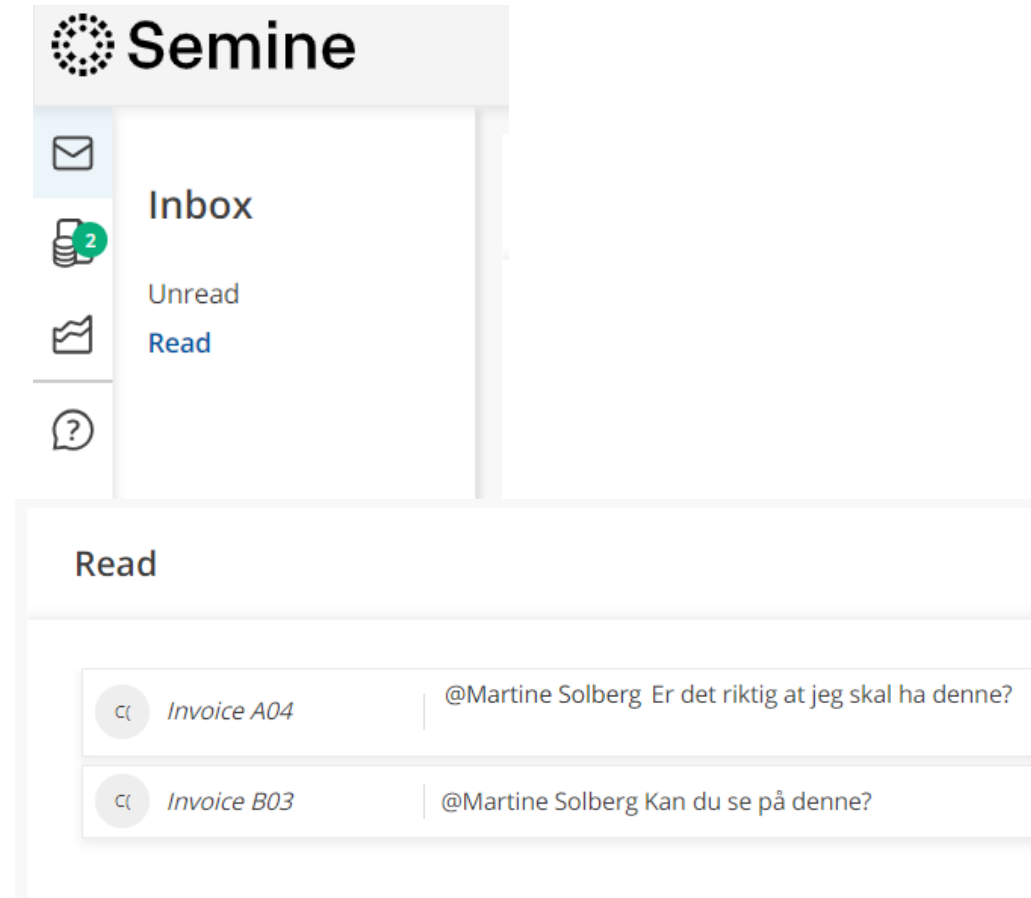 Semine
Inbox
2
Unread
Read
?
Read
C( Invoice A04 @Martine Solberg Er det riktig at jeg skal ha denne?
C( Invoice B03 @Martine Solberg Kan du se på denne?